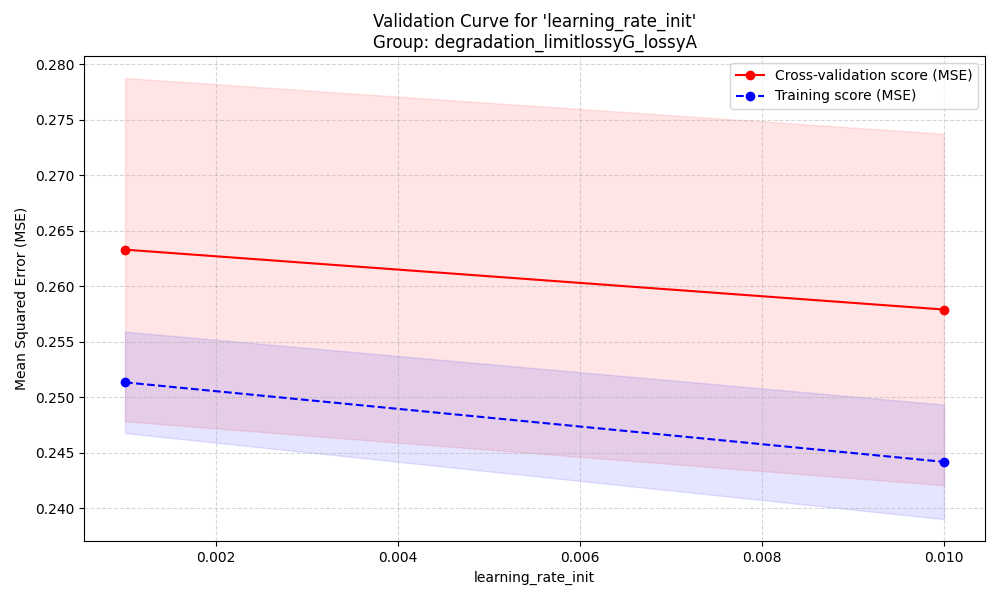 Validation Curve for 'learning_rate_init'
Group: degradation_limitlossyG_lossyA
Cross-validation score (MSE)
Training score (MSE)
Mean Squared Error (MSE)
0.280
0.275
0.270
0.265
0.260
0.255
0.250
0.245
0.240
0.002
0.004
0.006
0.008
0.010
learning_rate_init